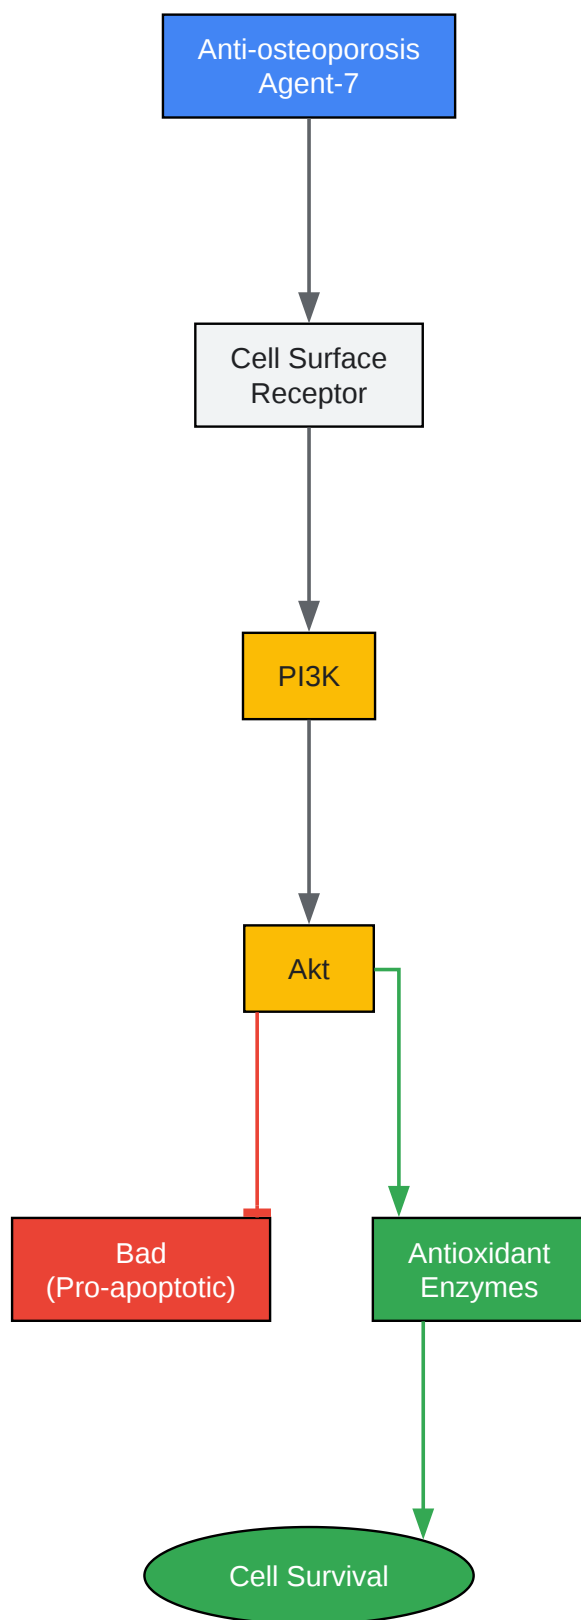 Anti-osteoporosis
Agent-7
Cell Surface
Receptor
PI3K
Akt
Bad
(Pro-apoptotic)
Antioxidant
Enzymes
Cell Survival